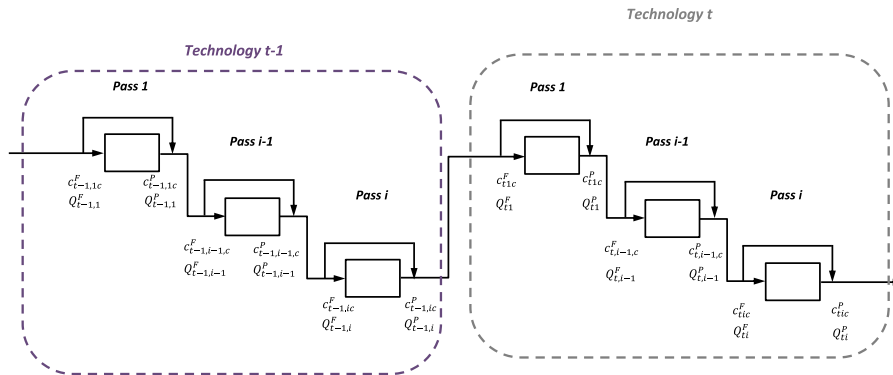 Technology t
Technology t-1
Pass 1
Pass 1
Pass i-1
Pass i-1
c^F_{t−1,1c} c^P_{t−1,1c}
Q^F_{t−1,1} Q^P_{t−1,1}
c^F_{t1c} c^P_{t1c}
Q^F_{t1} Q^P_{t1}
Pass i
Pass i
c^F_{t−1,i−1,c} c^P_{t−1,i−1,c}
Q^F_{t−1,i−1} Q^P_{t−1,i−1}
c^F_{t,i−1,c} c^P_{t,i−1,c}
Q^F_{t,i−1} Q^P_{t,i−1}
c^F_{t−1,ic} c^P_{t−1,ic}
Q^F_{t−1,i} Q^P_{t−1,i}
c^F_{tic} c^P_{tic}
Q^F_{ti} Q^P_{ti}